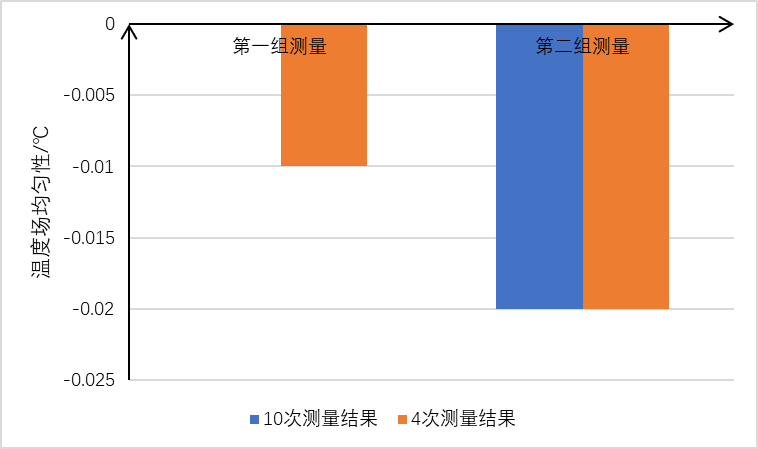 0
第一组测量
第二组测量
-0.005
-0.01
-0.015
-0.02
-0.025
温度场均匀性/℃
10次测量结果
4次测量结果